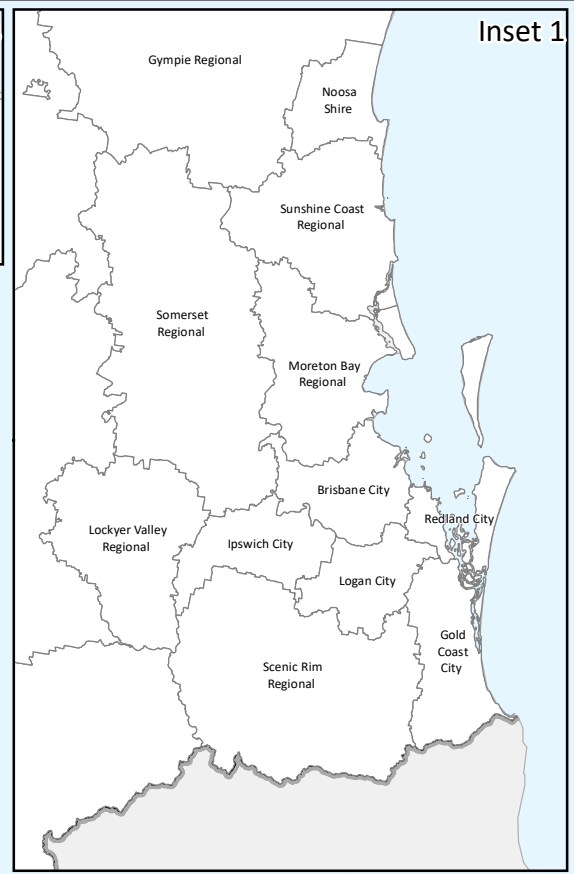 Inset 1
Gympie Regional
Noosa
Shire
Sunshine Coast
Regional
Somerset
Regional
Moreton Bay
Regional
Brisbane City
Redland City
Lockyer Valley
Regional
Ipswich City
Logan City
Gold
Coast
City
Scenic Rim
Regional